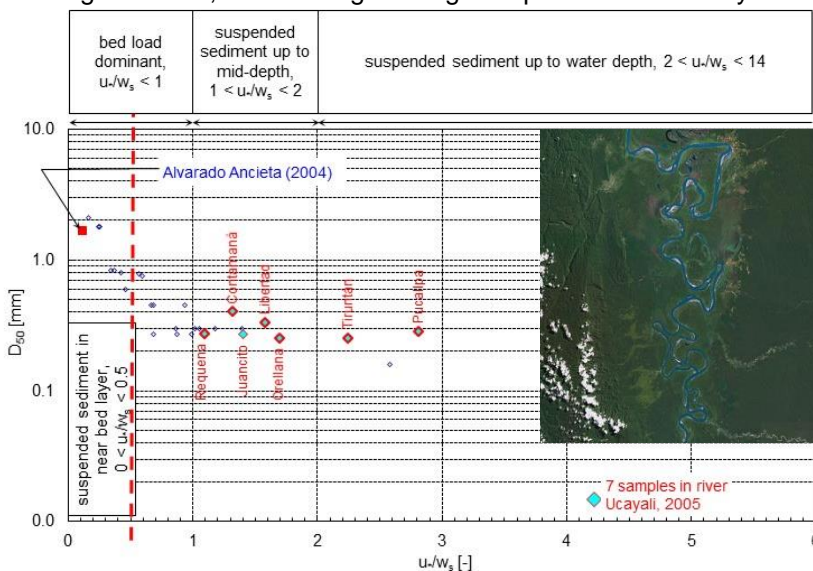 bed load
dominant,
u*/ws < 1
suspended
sediment up to
mid-depth,
1 < u*/ws < 2
suspended sediment up to water depth, 2 < u*/ws < 14
10.0
1.0
0.1
0.0
D50 [mm]
Alvarado Ancieta (2004)
suspended sediment in
near bed layer,
0 < u*/ws < 0.5
Requena
Contamaná
Juancito
Libertad
Orellana
Tiruntán
Pucallpa
7 samples in river
Ucayali, 2005
0
1
2
3
4
5
6
u*/ws [-]